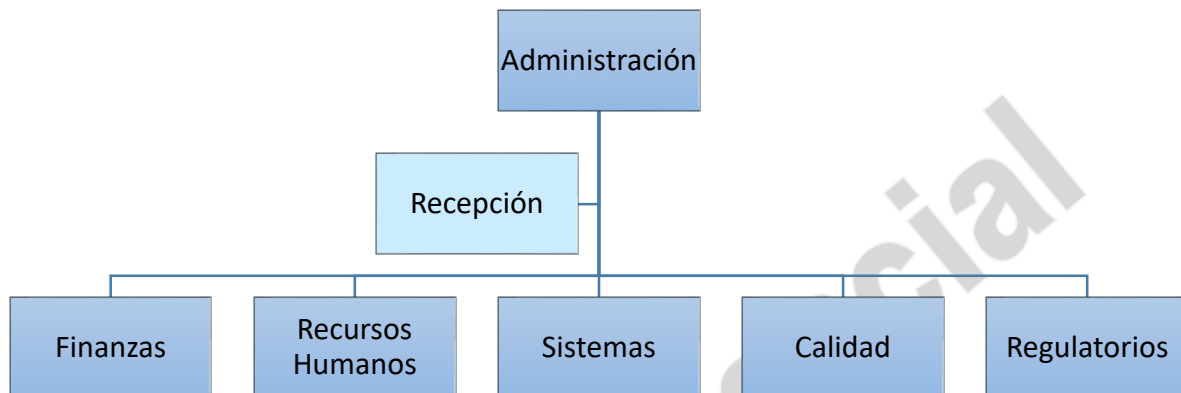 Administración
Recepción
Finanzas
Recursos
Humanos
Sistemas
Calidad
Regulatorios